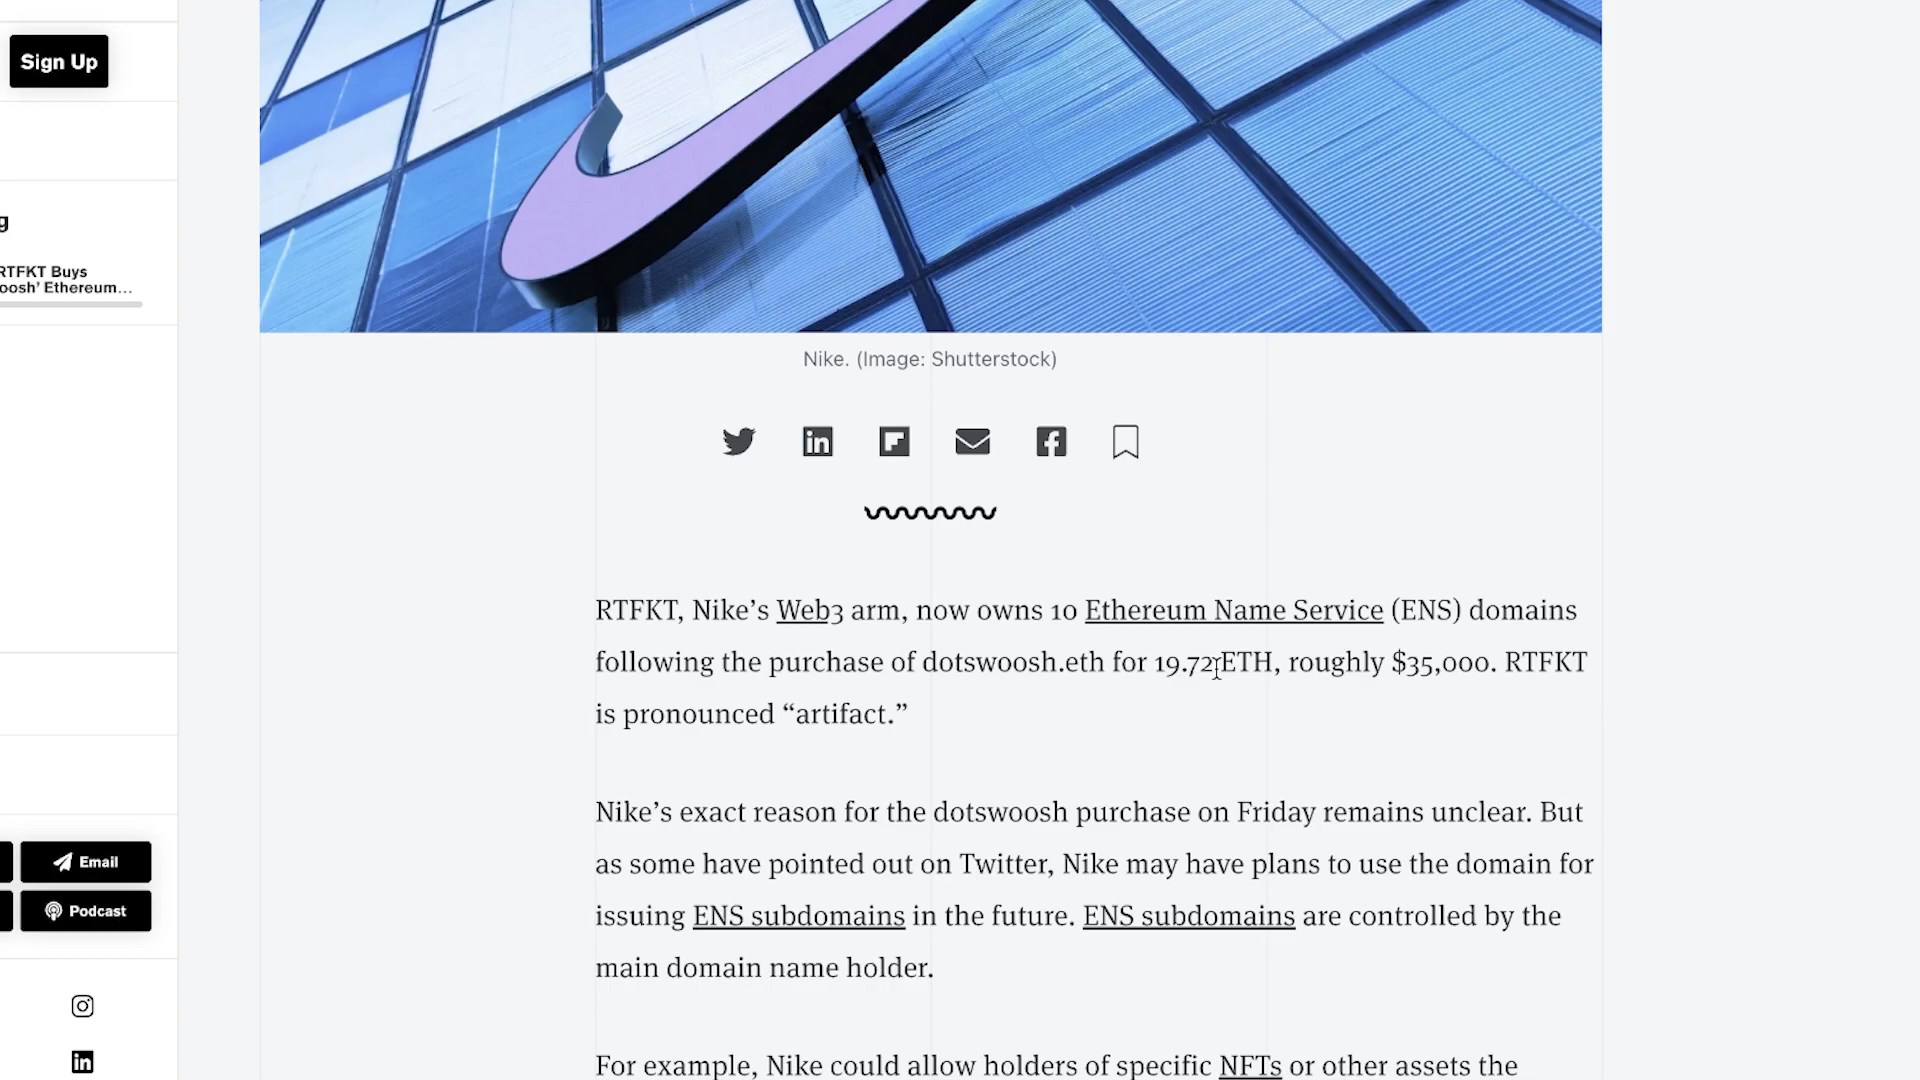 Sign Up
g
RTFKT Buys
oosh’ Ethereum...
Email
Podcast
Nike. (Image: Shutterstock)
RTFKT, Nike’s Web3 arm, now owns 10 Ethereum Name Service (ENS) domains
following the purchase of dotswoosh.eth for 19.72 ETH, roughly $35,000. RTFKT
is pronounced “artifact.”
Nike’s exact reason for the dotswoosh purchase on Friday remains unclear. But
as some have pointed out on Twitter, Nike may have plans to use the domain for
issuing ENS subdomains in the future. ENS subdomains are controlled by the
main domain name holder.
For example, Nike could allow holders of specific NFTs or other assets the